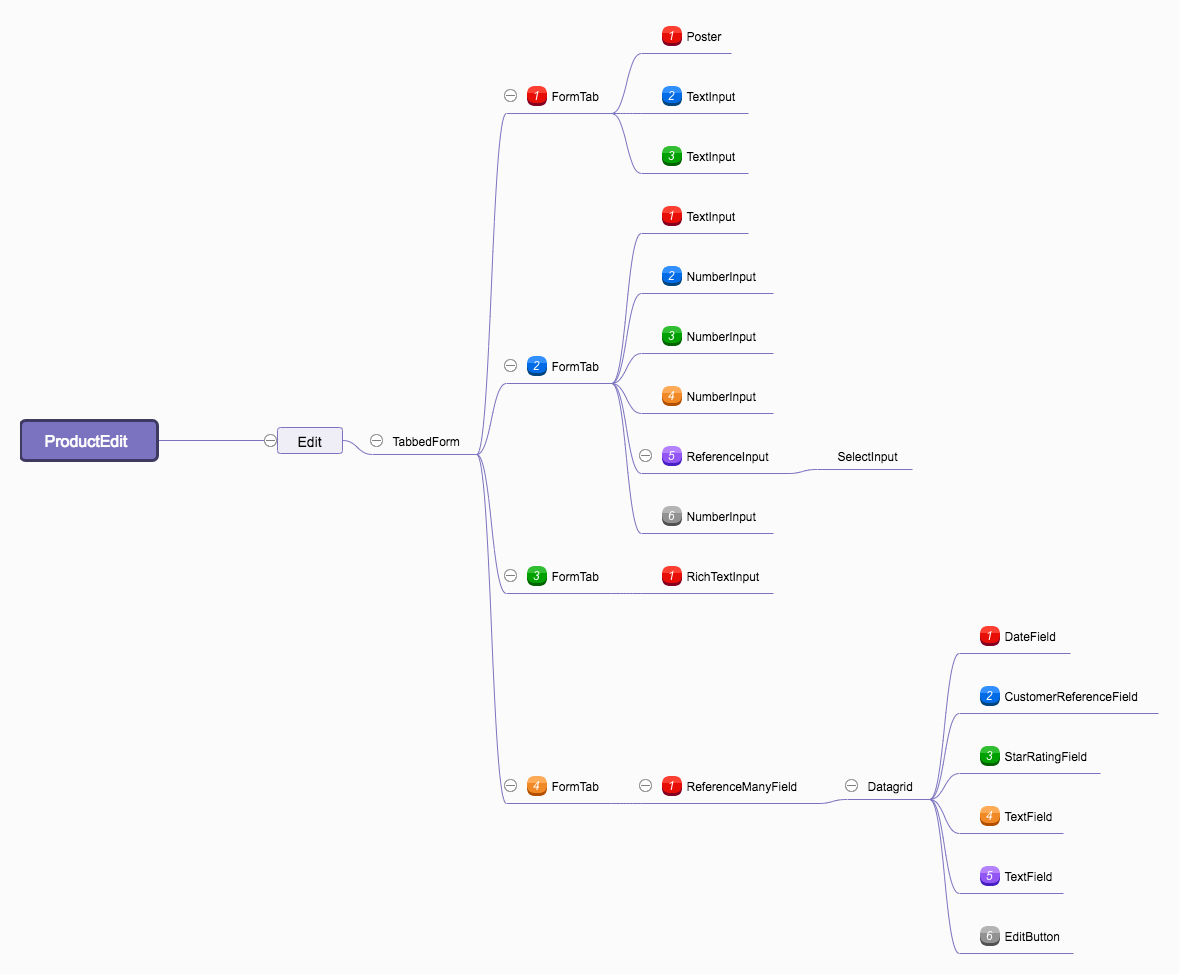 1 Poster
1 FormTab
2 TextInput
3 TextInput
1 TextInput
2 NumberInput
3 NumberInput
2 FormTab
4 NumberInput
ProductEdit
Edit
TabbedForm
5 ReferenceInput
SelectInput
6 NumberInput
3 FormTab
1 RichTextInput
1 DateField
2 CustomerReferenceField
3 StarRatingField
4 FormTab
1 ReferenceManyField
Datagrid
4 TextField
5 TextField
6 EditButton